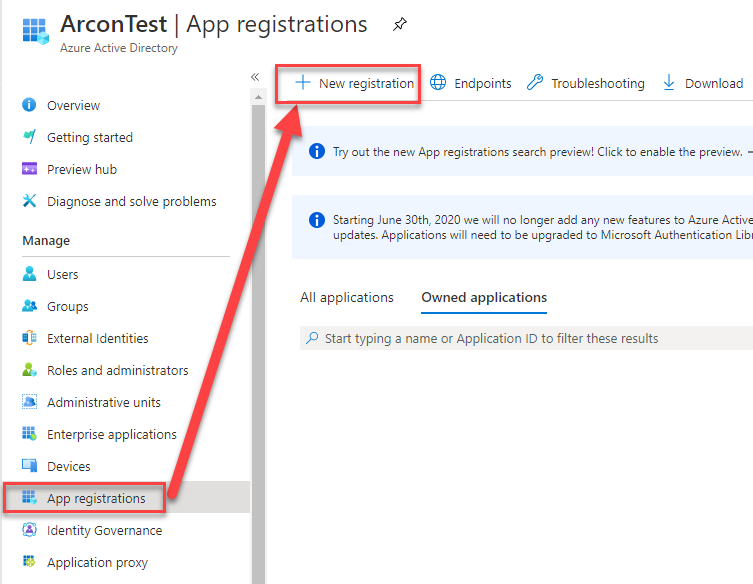 ArconTest | App registrations
Azure Active Directory
«
Overview
Getting started
Preview hub
Diagnose and solve problems
Manage
Users
Groups
External Identities
Roles and administrators
Administrative units
Enterprise applications
Devices
App registrations
Identity Governance
Application proxy
+ New registration
Endpoints
Troubleshooting
Download
Try out the new App registrations search preview! Click to enable the preview.
Starting June 30th, 2020 we will no longer add any new features to Azure Active
updates. Applications will need to be upgraded to Microsoft Authentication Libr
All applications
Owned applications
Start typing a name or Application ID to filter these results